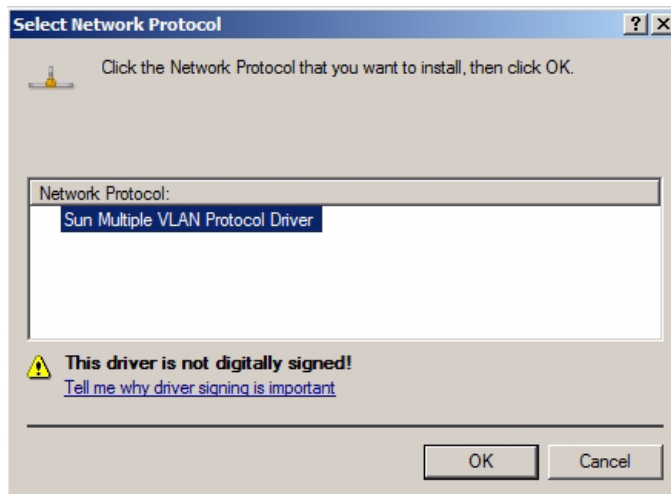 Select Network Protocol
Click the Network Protocol that you want to install, then click OK.
Network Protocol:
Sun Multiple VLAN Protocol Driver
This driver is not digitally signed!
Tell me why driver signing is important
OK Cancel